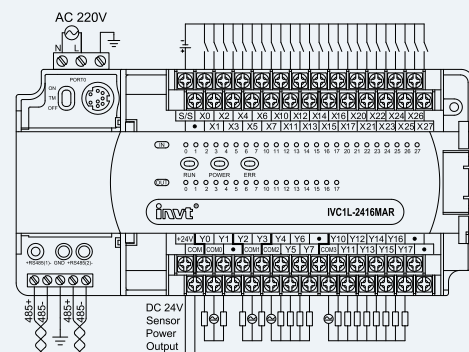 AC 220V
N L
PORT0
ON
TM
OFF
S/S X0 X2 X4 X6 X10 X12 X14 X16 X20 X22 X24 X26
• X1 X3 X5 X7 X11 X13 X15 X17 X21 X23 X25 X27
IN
0 1 2 3 4 5 6 7 10 11 12 13 14 15 16 17 20 21 22 23 24 25 26 27
RUN POWER ERR
OUT
0 1 2 3 4 5 6 7 10 11 12 13 14 15 16 17
invt® IVC1L-2416MAR
+24V Y0 Y1 Y2 Y3 Y4 Y6 • Y10 Y12 Y14 Y16 •
COM COM0 • COM1 COM2 Y5 Y7 COM3 Y11 Y13 Y15 Y17 •
+RS485(1)- GND +RS485(2)-
485+
485-
485+
485-
DC 24V
Sensor
Power
Output